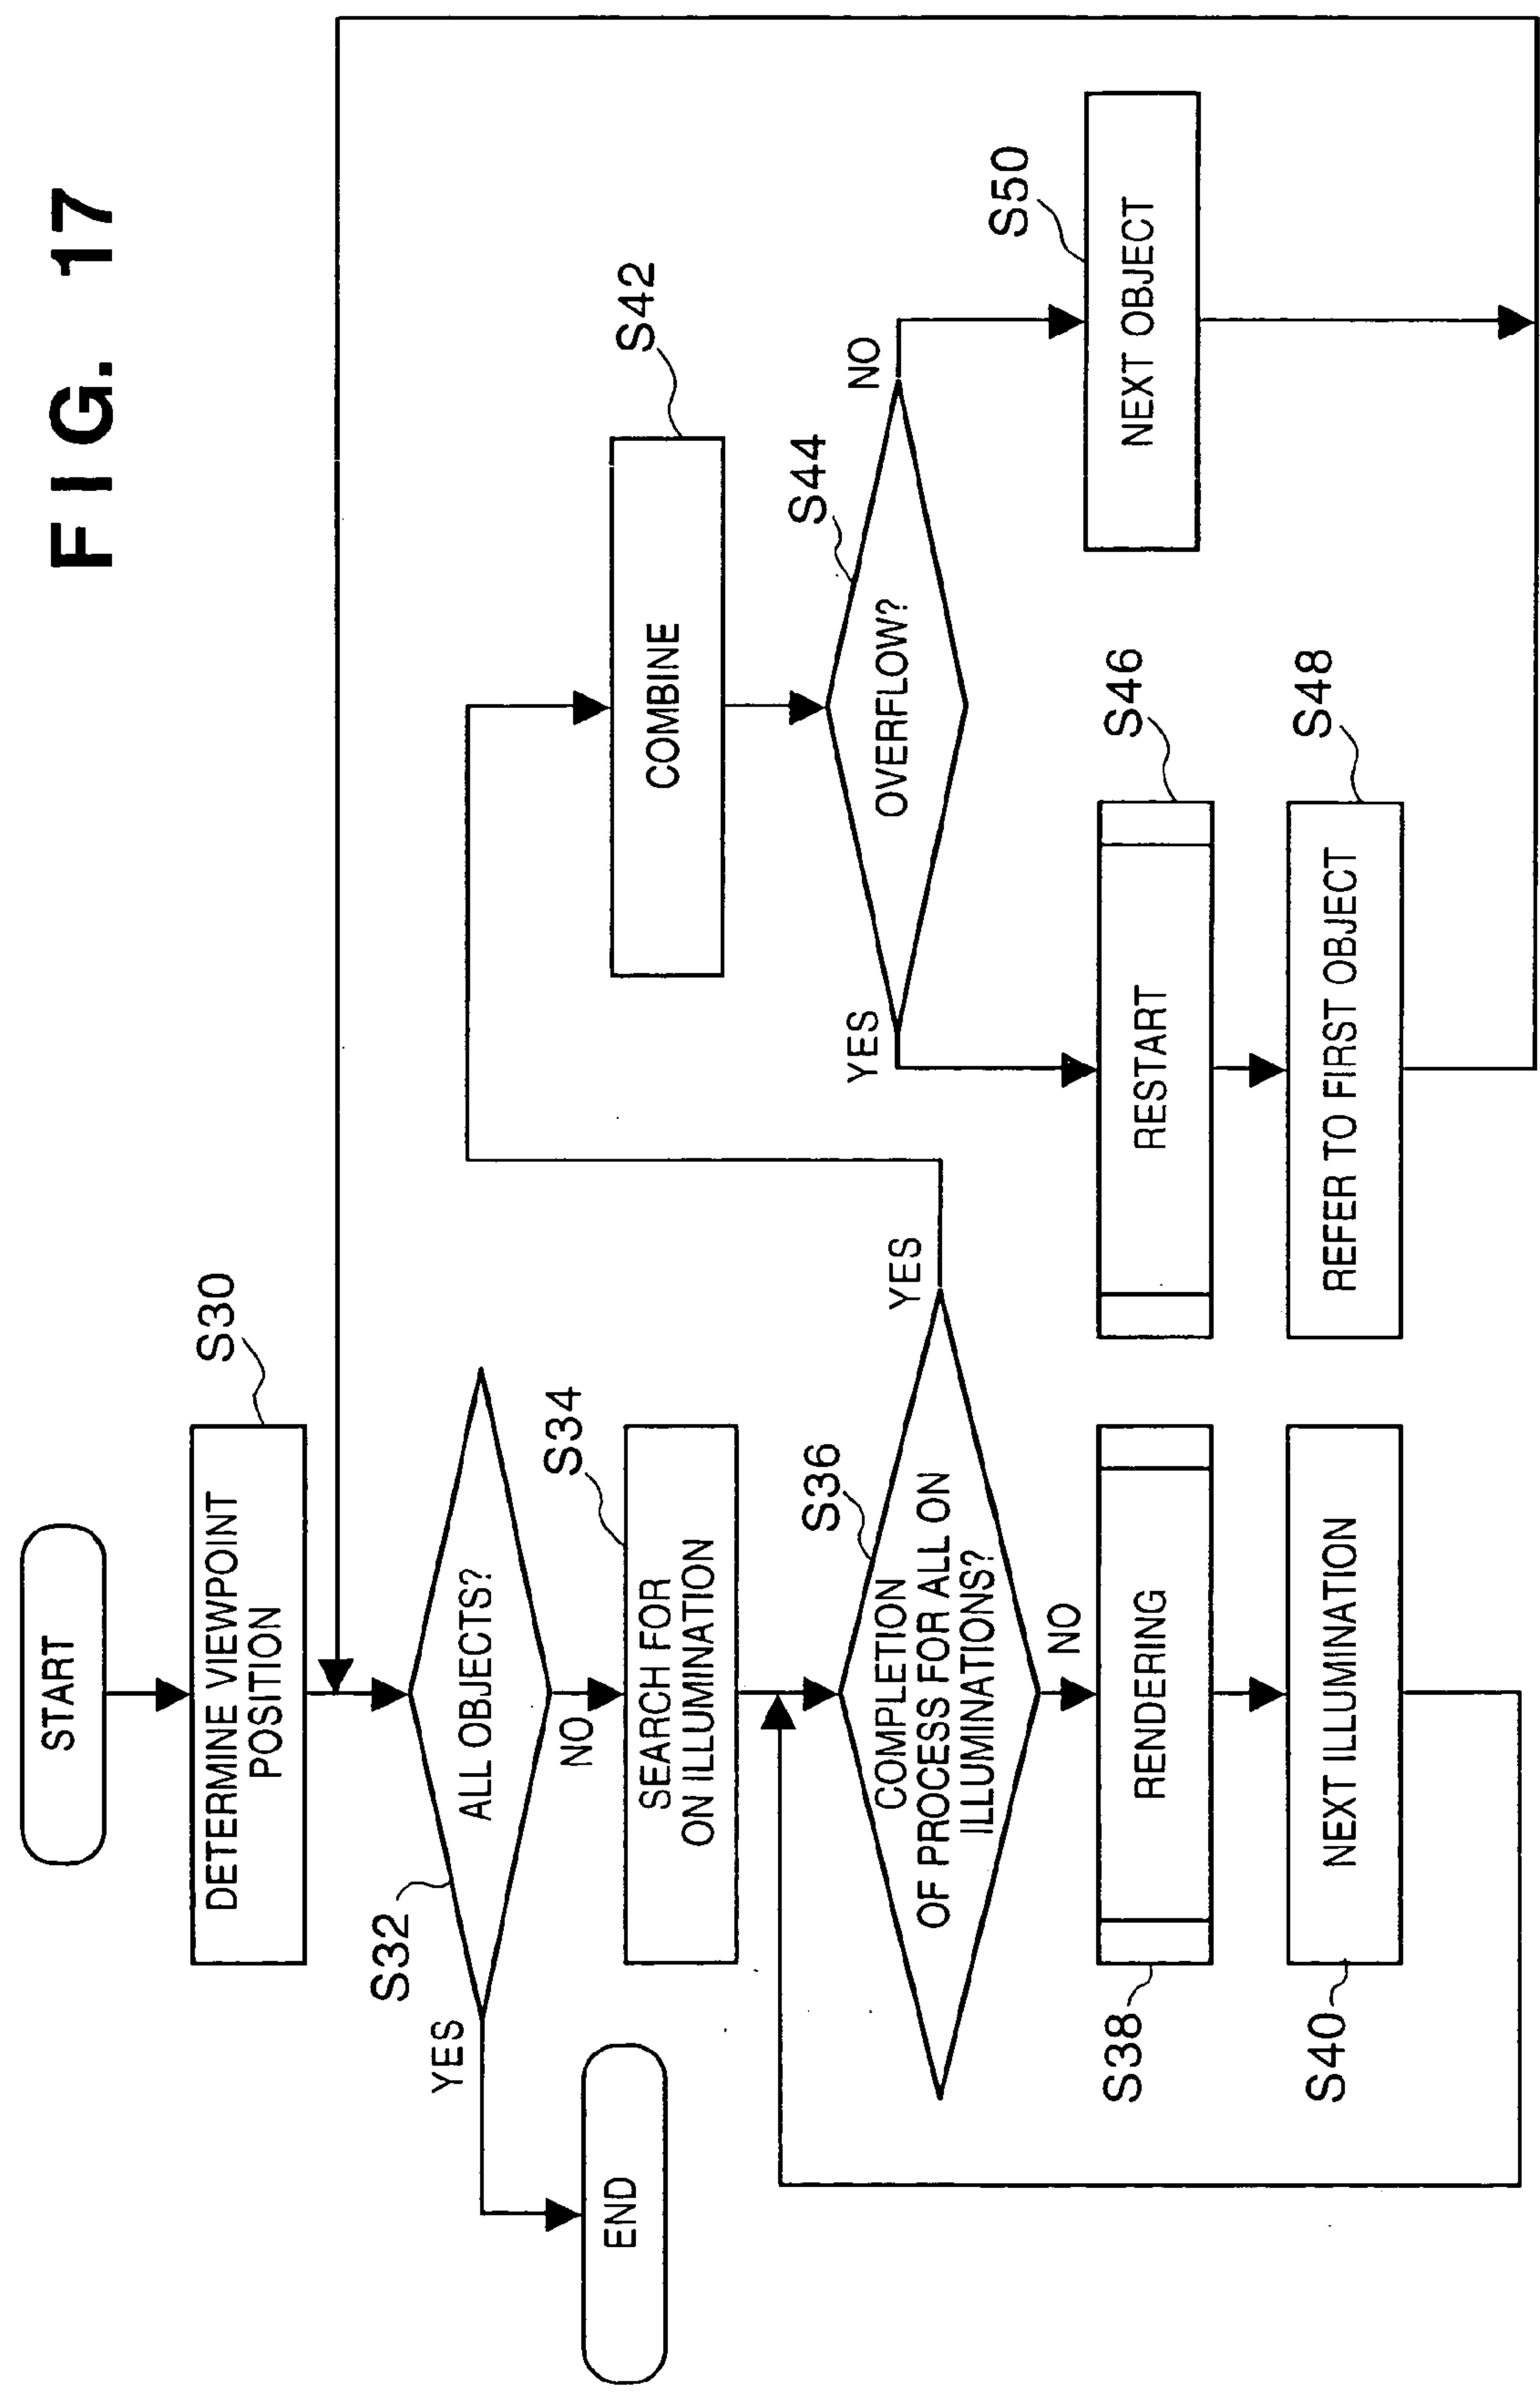 FIG. 17
START
DETERMINE VIEWPOINT
POSITION
S30
S32
ALL OBJECTS?
YES
NO
END
SEARCH FOR
ON ILLUMINATION
S34
COMPLETION
OF PROCESS FOR ALL ON
ILLUMINATIONS?
S36
YES
NO
RENDERING
S38
NEXT ILLUMINATION
S40
COMBINE
S42
OVERFLOW?
S44
YES
NO
RESTART
S46
REFER TO FIRST OBJECT
S48
NEXT OBJECT
S50